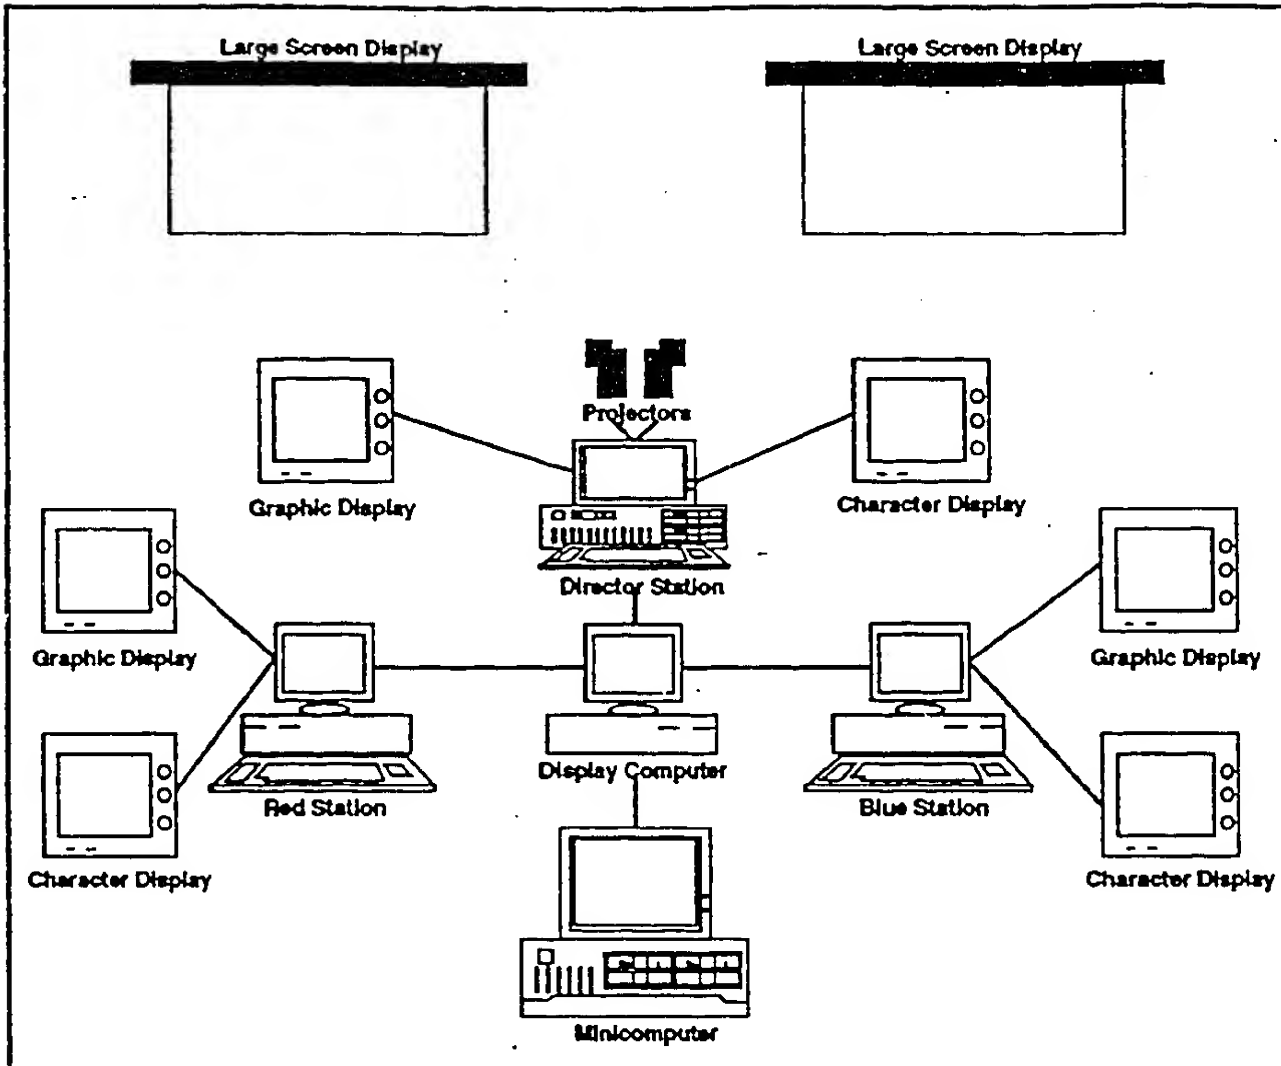 Large Screen Display
Large Screen Display
Projectors
Graphic Display
Character Display
Director Station
Graphic Display
Graphic Display
Display Computer
Red Station
Blue Station
Character Display
Character Display
Minicomputer